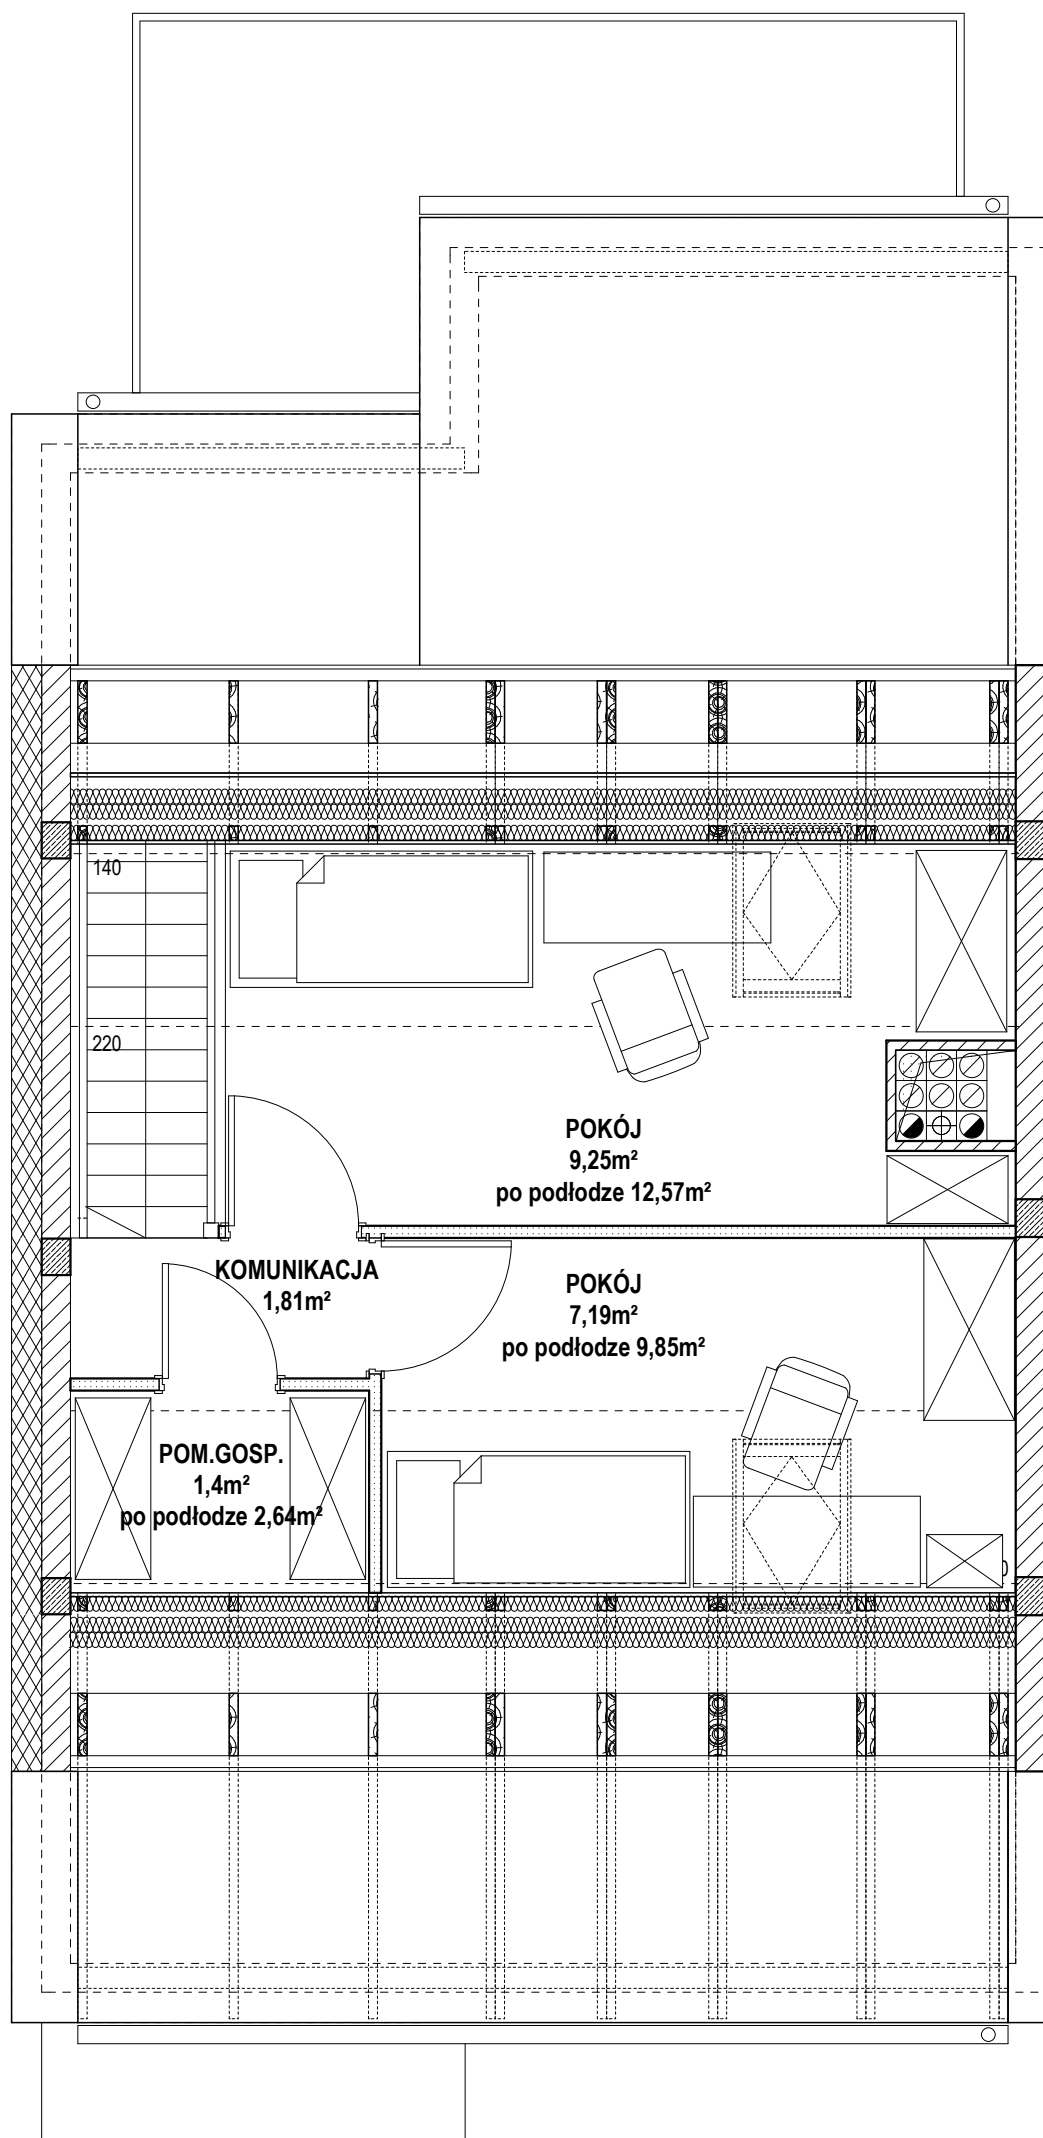 140
220
POKÓJ
9,25m²
po podłodze 12,57m²
KOMUNIKACJA
1,81m²
POKÓJ
7,19m²
po podłodze 9,85m²
POM.GOSP.
1,4m²
po podłodze 2,64m²